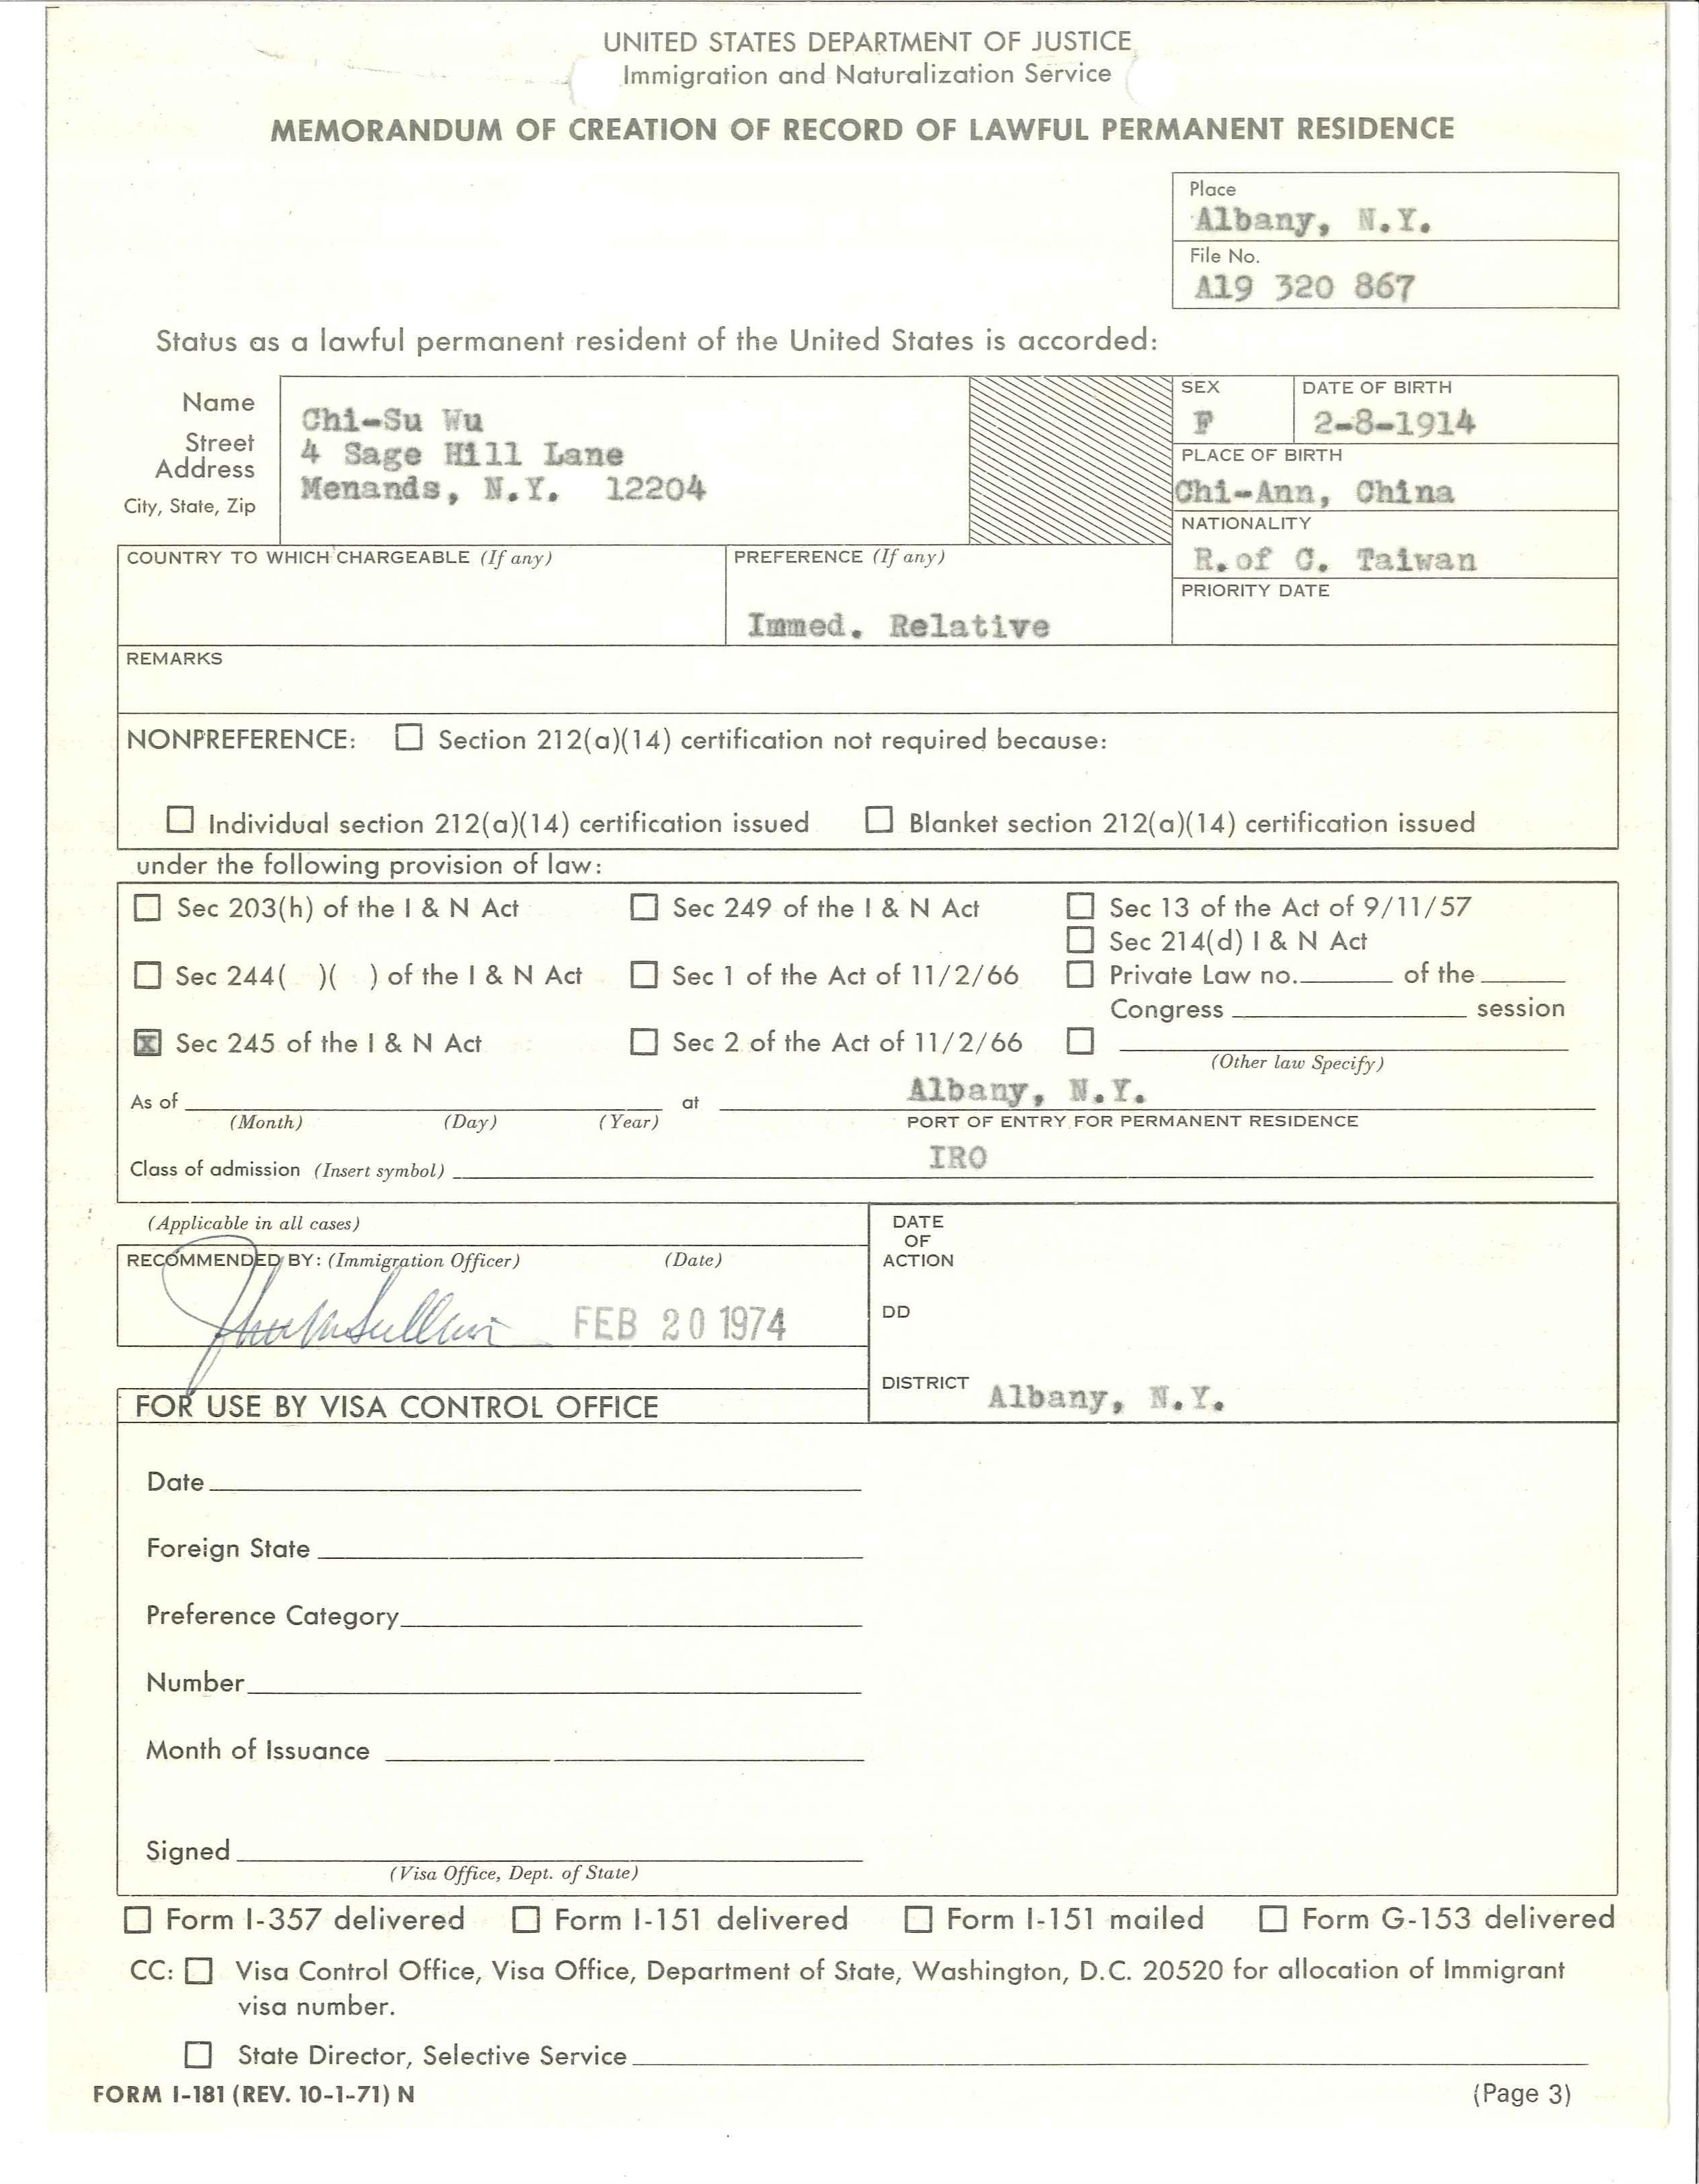 UNITED STATES DEPARTMENT OF JUSTICE
Immigration and Naturalization Service
MEMORANDUM OF CREATION OF RECORD OF LAWFUL PERMANENT RESIDENCE
Place
Albany, N.Y.
File No.
A19 320 867
Status as a lawful permanent resident of the United States is accorded:
Name
Street
Address
City, State, Zip
Chi-Su Wu
4 Sage Hill Lane
Menands, N.Y. 12204
SEX
F
DATE OF BIRTH
2-8-1914
PLACE OF BIRTH
Chi-Ann, China
NATIONALITY
R.of C. Taiwan
COUNTRY TO WHICH CHARGEABLE (If any)
PREFERENCE (If any)
Immed. Relative
PRIORITY DATE
REMARKS
NONPREFERENCE: Section 212(a)(14) certification not required because:
Individual section 212(a)(14) certification issued Blanket section 212(a)(14) certification issued
under the following provision of law:
Sec 203(h) of the I & N Act Sec 249 of the I & N Act Sec 13 of the Act of 9/11/57
Sec 214(d) I & N Act
Sec 244( )( ) of the I & N Act Sec 1 of the Act of 11/2/66 Private Law no. of the
Congress session
X Sec 245 of the I & N Act Sec 2 of the Act of 11/2/66
(Other law Specify)
As of at Albany, N.Y.
(Month) (Day) (Year) PORT OF ENTRY FOR PERMANENT RESIDENCE
Class of admission (Insert symbol) IRO
(Applicable in all cases)
RECOMMENDED BY: (Immigration Officer) (Date)
FEB 20 1974
DATE
OF
ACTION
DD
DISTRICT Albany, N.Y.
FOR USE BY VISA CONTROL OFFICE
Date
Foreign State
Preference Category
Number
Month of Issuance
Signed
(Visa Office, Dept. of State)
Form I-357 delivered Form I-151 delivered Form I-151 mailed Form G-153 delivered
CC: Visa Control Office, Visa Office, Department of State, Washington, D.C. 20520 for allocation of Immigrant
visa number.
State Director, Selective Service
FORM I-181 (REV. 10-1-71) N
(Page 3)